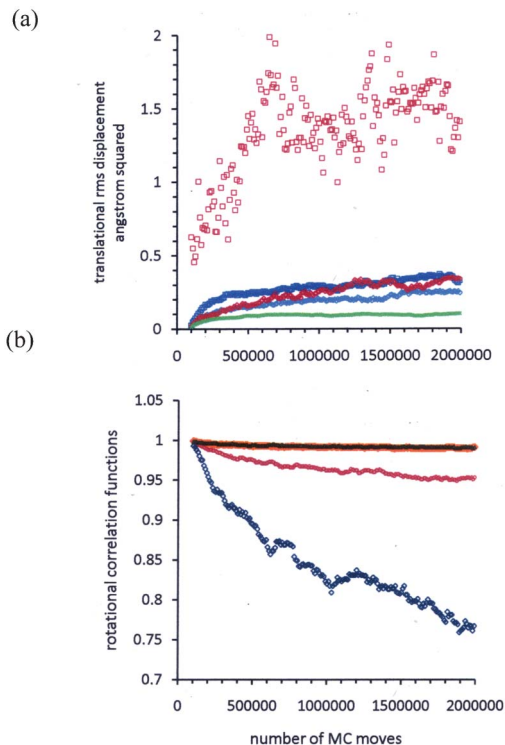 (a)
translational rms displacement
angstrom squared
2
1.5
1
0.5
0
0 500000 1000000 1500000 2000000
(b)
rotational correlation functions
1.05
1
0.95
0.9
0.85
0.8
0.75
0.7
0 500000 1000000 1500000 2000000
number of MC moves